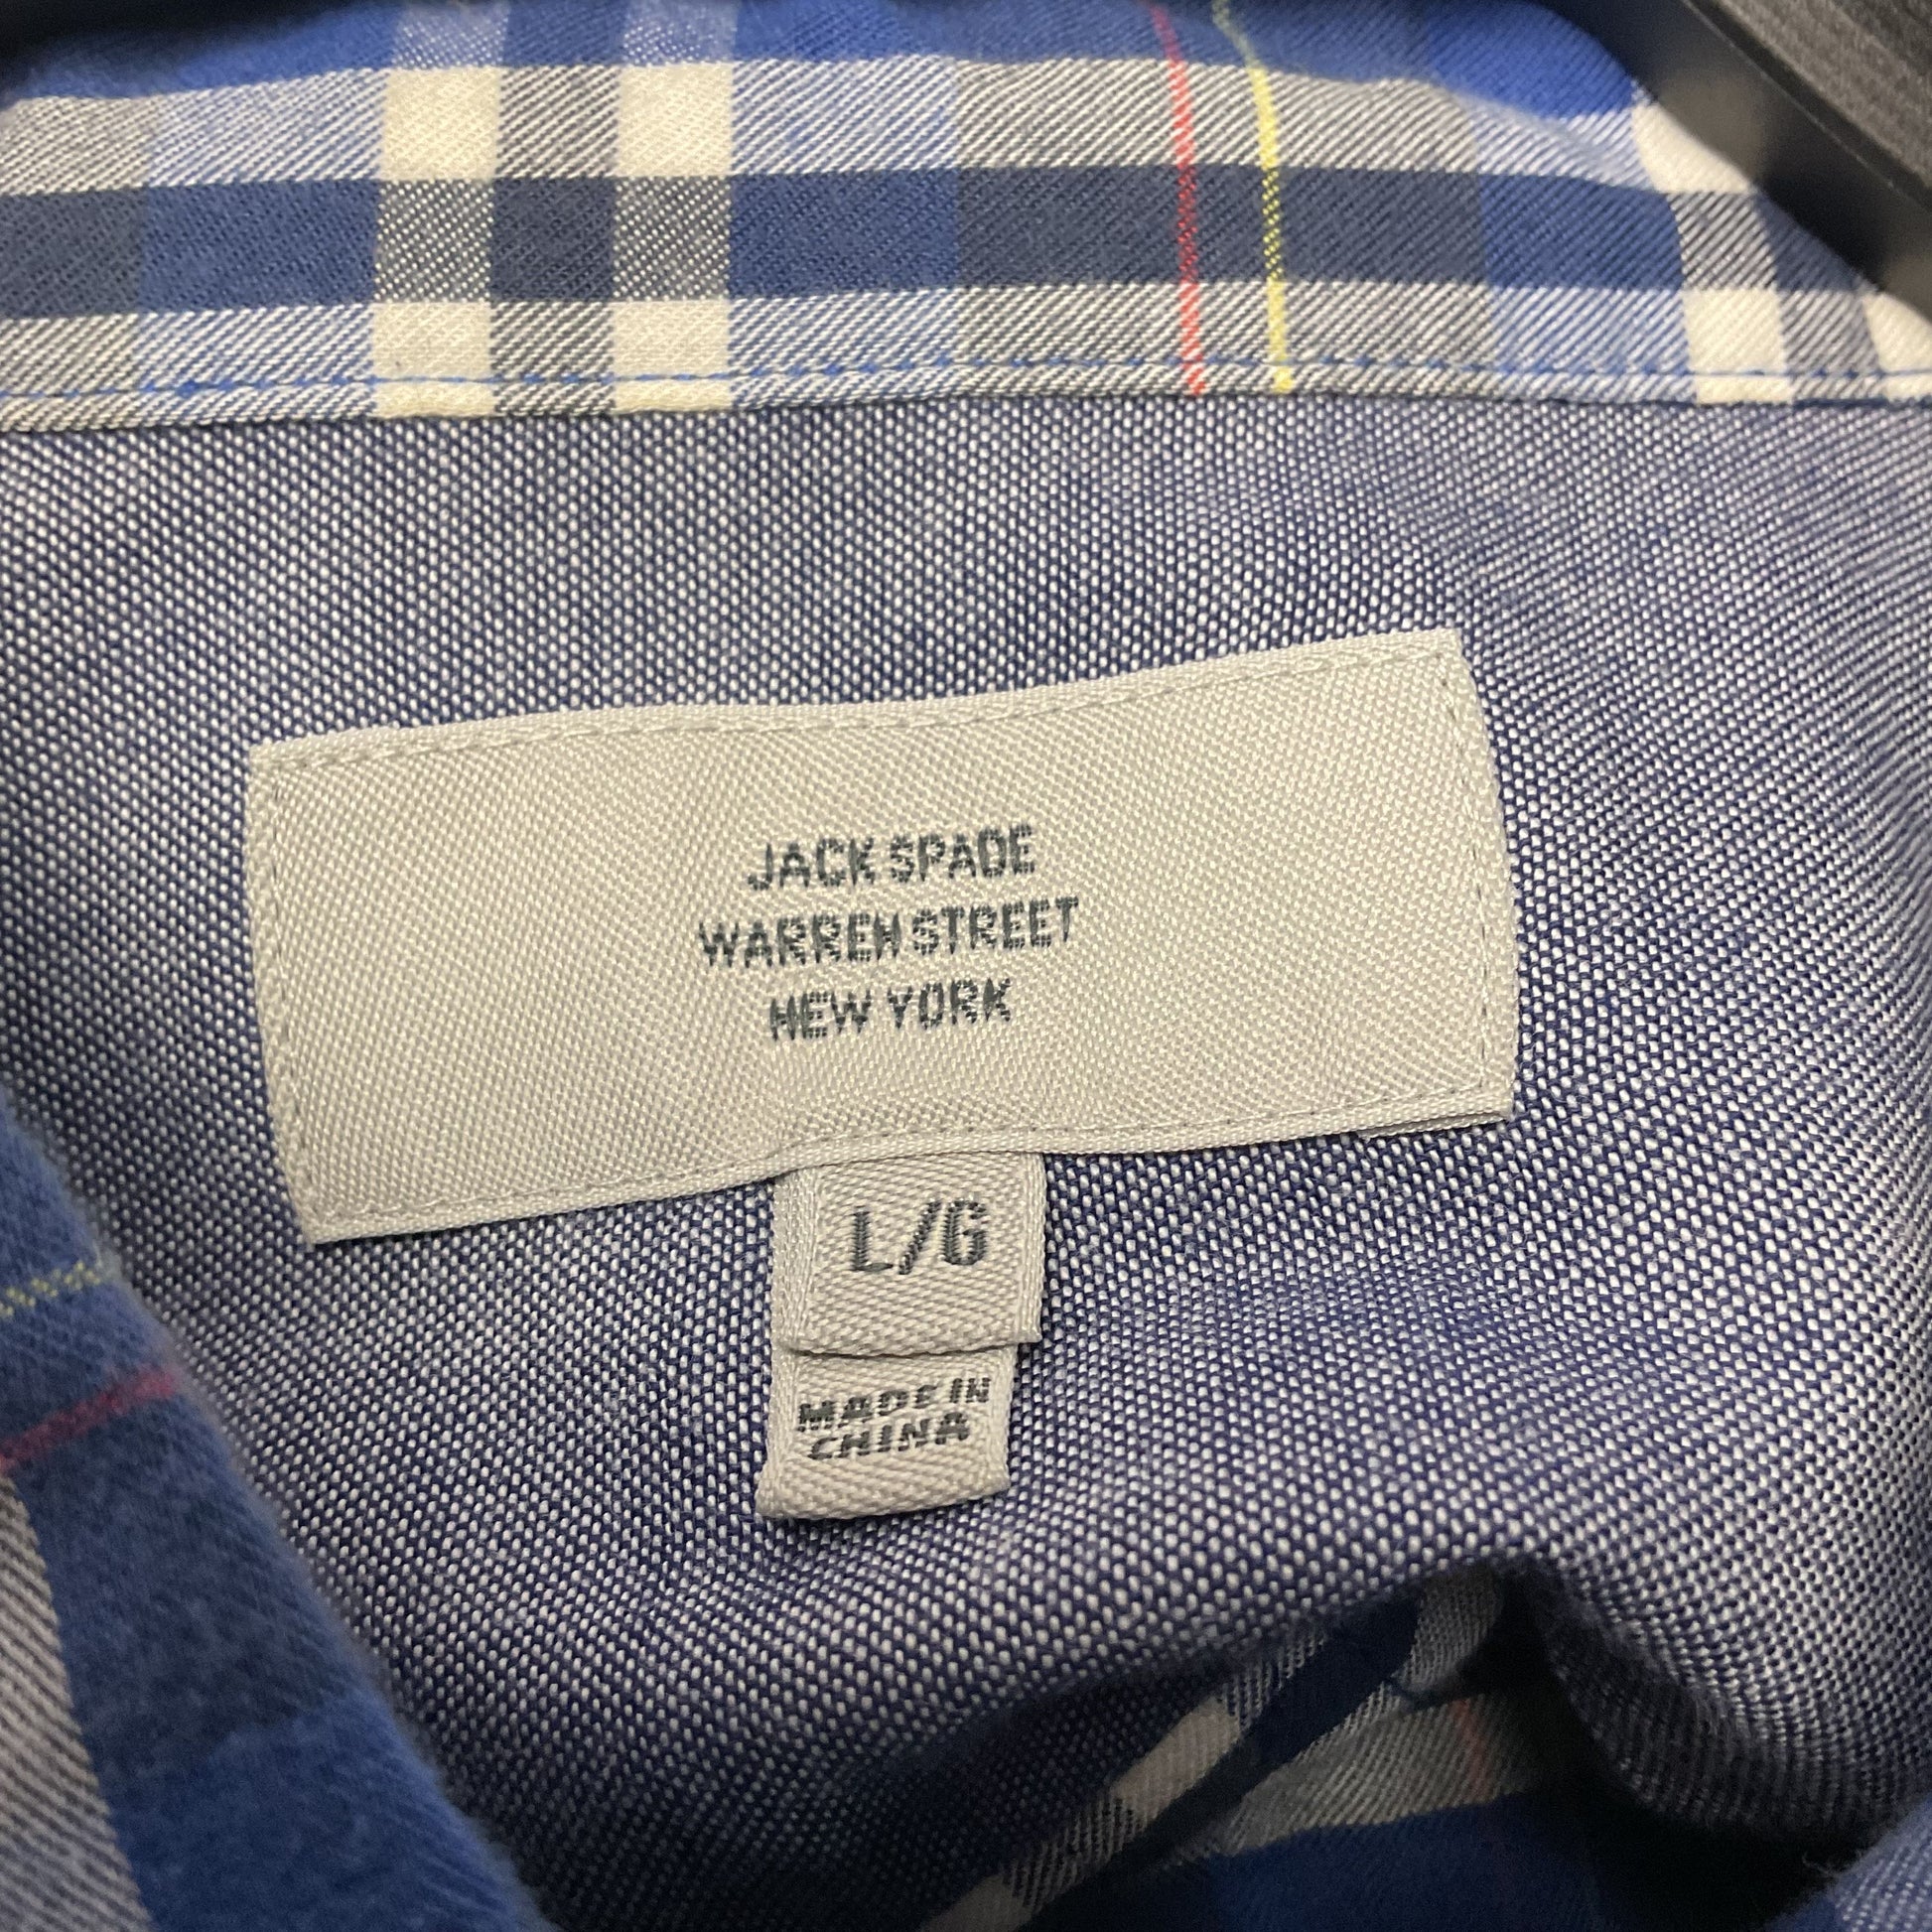 JACK SPADE
WARREN STREET
NEW YORK
L/G
MADE IN
CHINA